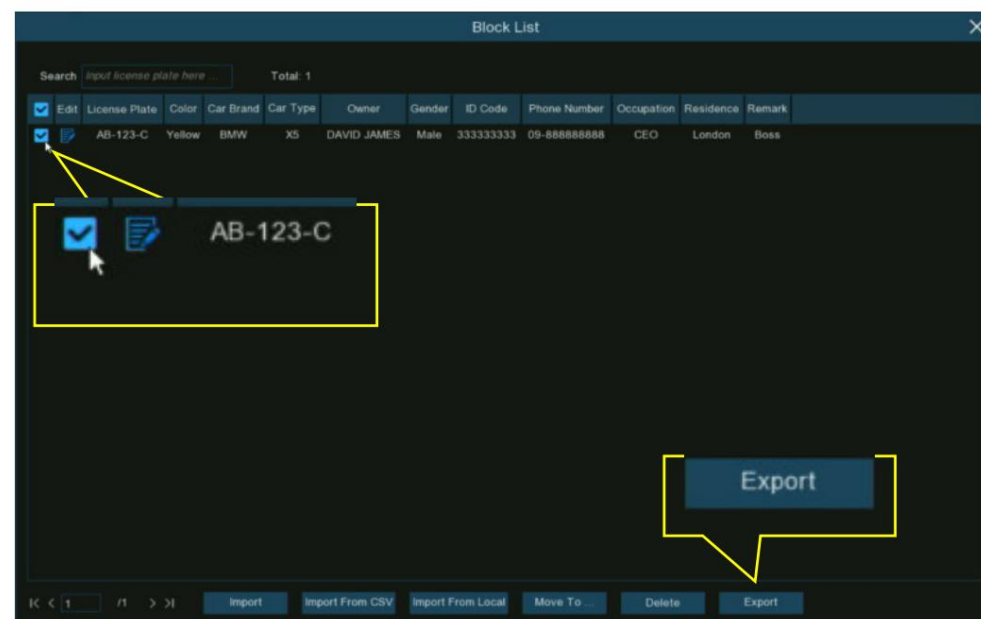 Block List
Search Input license plate here ... Total: 1
Edit License Plate Color Car Brand Car Type Owner Gender ID Code Phone Number Occupation Residence Remark
AB-123-C Yellow BMW X5 DAVID JAMES Male 333333333 09-888888888 CEO London Boss
AB-123-C
Export
1 /1 Import Import From CSV Import From Local Move To ... Delete Export